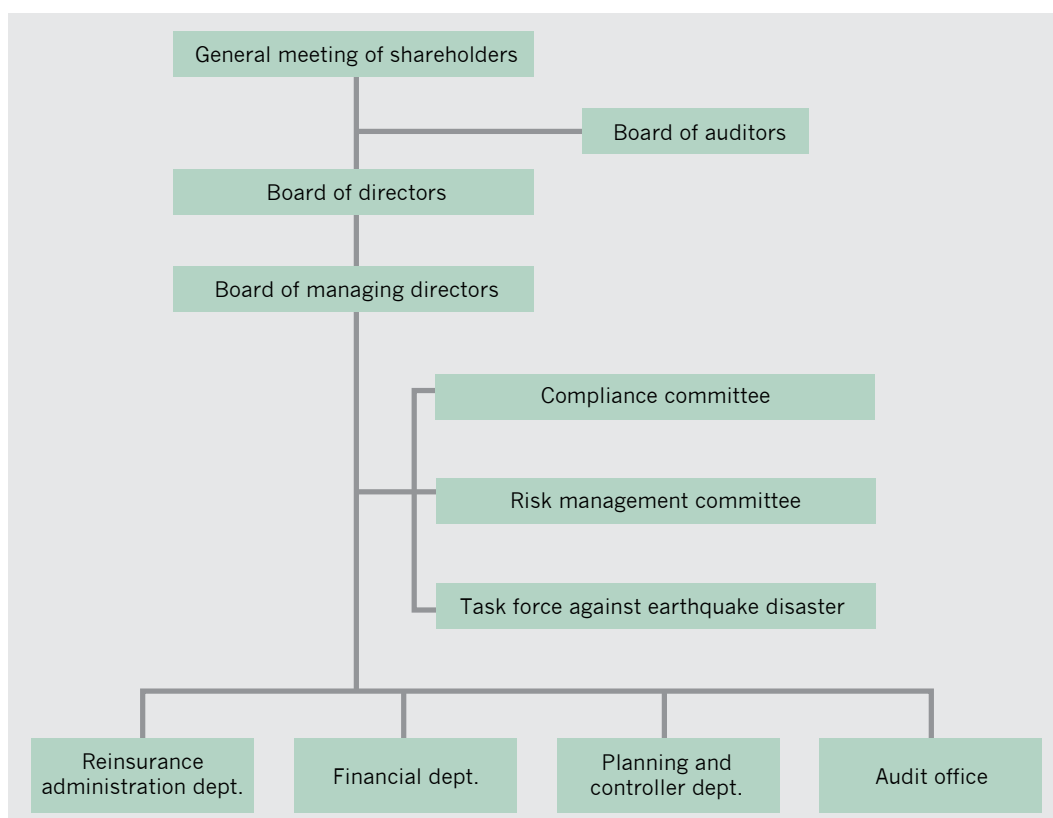 General meeting of shareholders
Board of auditors
Board of directors
Board of managing directors
Compliance committee
Risk management committee
Task force against earthquake disaster
Reinsurance
administration dept.
Financial dept.
Planning and
controller dept.
Audit office